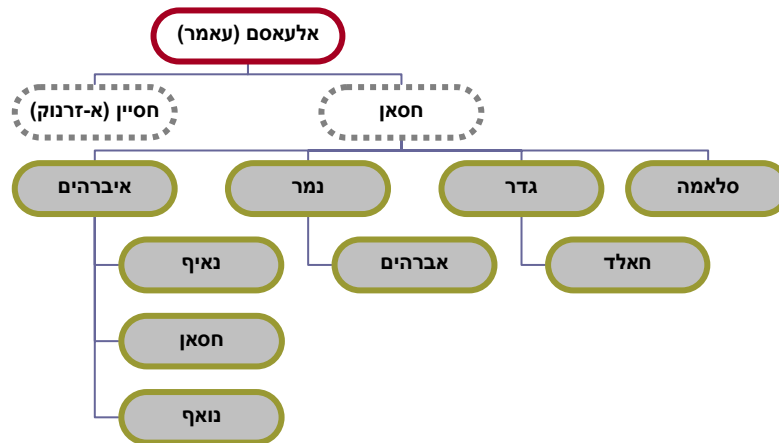 אלעאסם (עאמר)
חסאן
חסיין (א-זרנוק)
סלאמה
גדר
נמר
איברהים
חאלד
אברהים
נאיף
חסאן
נואף